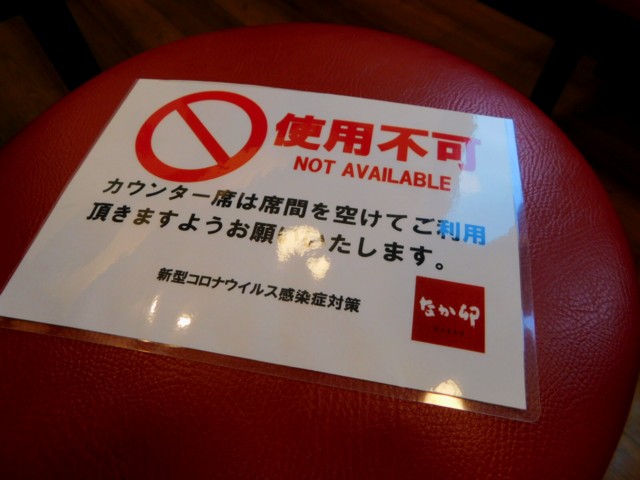 使用不可
NOT AVAILABLE
カウンター席は席間を空けてご利用
頂きますようお願いいたします。
新型コロナウイルス感染症対策
なか卯